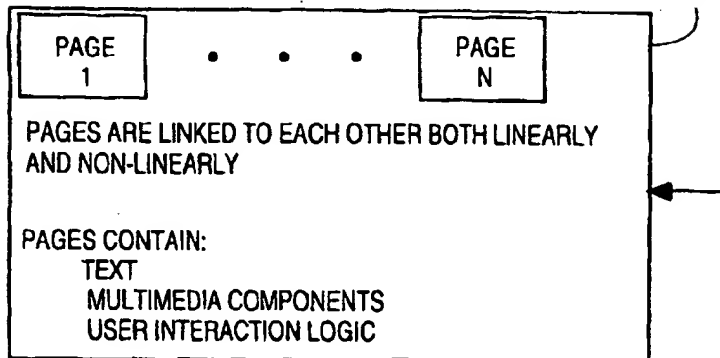 PAGE
1
• • •
PAGE
N
PAGES ARE LINKED TO EACH OTHER BOTH LINEARLY
AND NON-LINEARLY
PAGES CONTAIN:
TEXT
MULTIMEDIA COMPONENTS
USER INTERACTION LOGIC